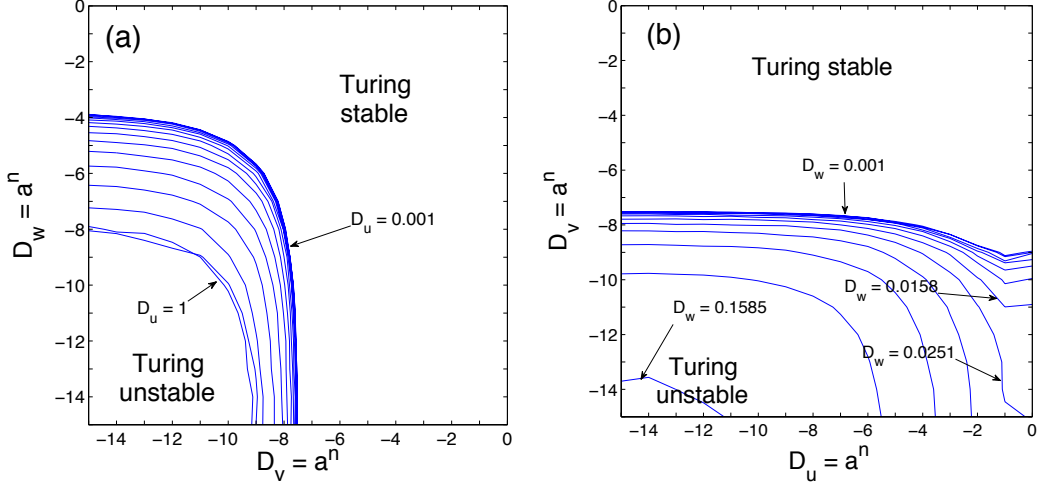 (a)
Turing
stable
D_u = 0.001
D_u = 1
Turing
unstable
0
−2
−4
−6
−8
−10
−12
−14
D_w = a^n
−14 −12 −10 −8 −6 −4 −2 0
D_v = a^n
(b)
Turing stable
D_w = 0.001
D_w = 0.0158
D_w = 0.1585
D_w = 0.0251
Turing
unstable
0
−2
−4
−6
−8
−10
−12
−14
D_v = a^n
−14 −12 −10 −8 −6 −4 −2 0
D_u = a^n